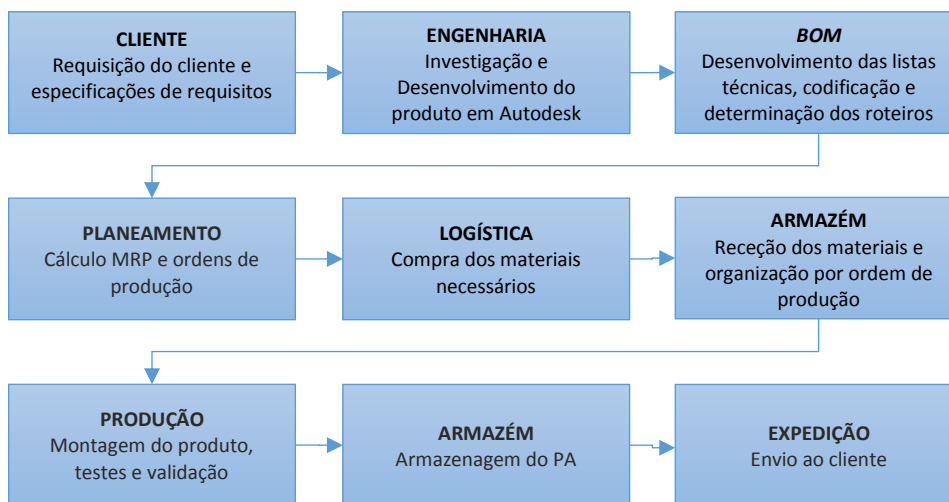 CLIENTE
Requisição do cliente e
especificações de requisitos
ENGENHARIA
Investigação e
Desenvolvimento do
produto em Autodesk
BOM
Desenvolvimento das listas
técnicas, codificação e
determinação dos roteiros
PLANEAMENTO
Cálculo MRP e ordens de
produção
LOGÍSTICA
Compra dos materiais
necessários
ARMAZÉM
Receção dos materiais e
organização por ordem de
produção
PRODUÇÃO
Montagem do produto,
testes e validação
ARMAZÉM
Armazenagem do PA
EXPEDIÇÃO
Envio ao cliente